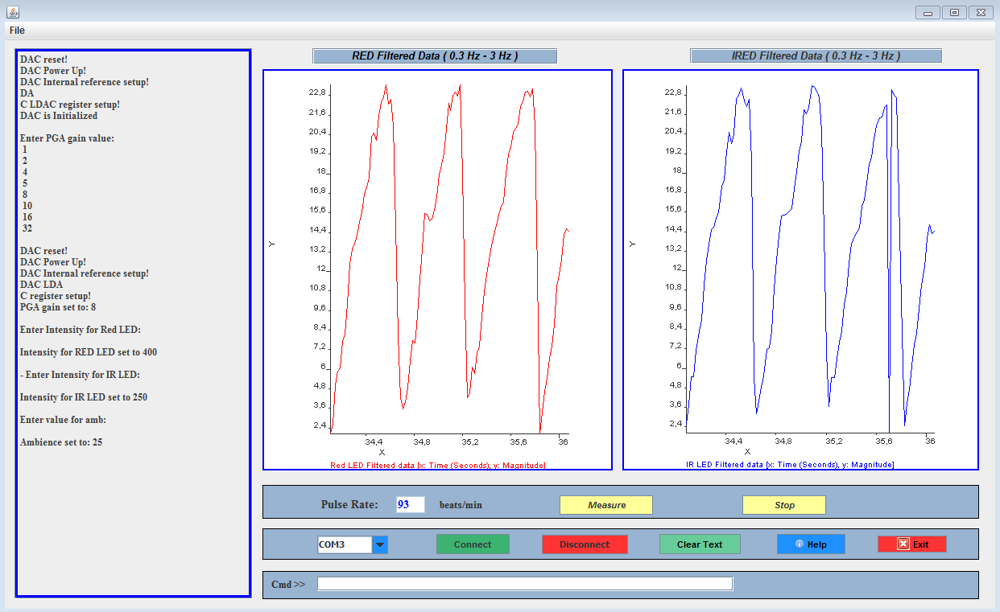 File
DAC reset!
DAC Power Up!
DAC Internal reference setup!
DA
C LDAC register setup!
DAC is Initialized
Enter PGA gain value:
1
2
4
5
8
10
16
32
DAC reset!
DAC Power Up!
DAC Internal reference setup!
DAC LDA
C register setup!
PGA gain set to: 8
Enter Intensity for Red LED:
Intensity for RED LED set to 400
- Enter Intensity for IR LED:
Intensity for IR LED set to 250
Enter value for amb:
Ambience set to: 25
RED Filtered Data ( 0.3 Hz - 3 Hz )
22,8
21,6
20,4
19,2
18
16,8
15,6
14,4
13,2
12
10,8
9,6
8,4
7,2
6
4,8
3,6
2,4
Y
34,4 34,8 35,2 35,6 36
X
Red LED Filtered data [x: Time (Seconds), y: Magnitude]
IRED Filtered Data ( 0.3 Hz - 3 Hz )
22,8
21,6
20,4
19,2
18
16,8
15,6
14,4
13,2
12
10,8
9,6
8,4
7,2
6
4,8
3,6
2,4
Y
34,4 34,8 35,2 35,6 36
X
IR LED Filtered data [x: Time (Seconds), y: Magnitude]
Pulse Rate: 93 beats/min Measure Stop
COM3 Connect Disconnect Clear Text Help Exit
Cmd >>